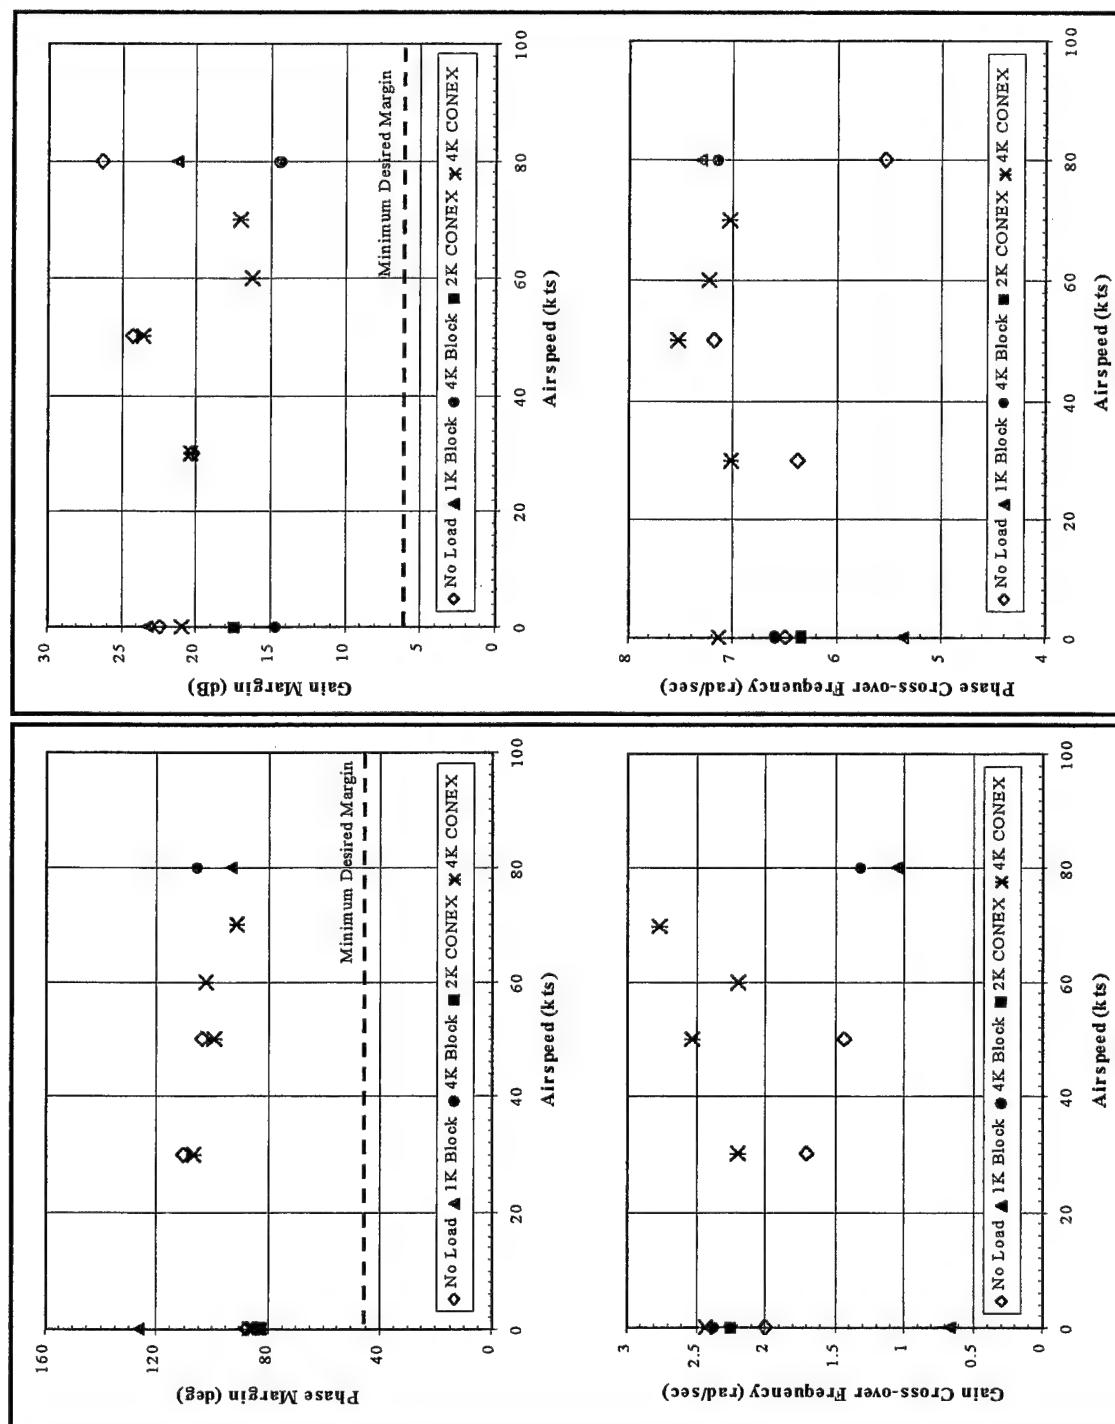 Phase Margin (deg)
160
120
80
40
0
Minimum Desired Margin
No Load 1K Block 4K Block 2K CONEX 4K CONEX
0 20 40 60 80 100
Airspeed (kts)
Gain Cross-over Frequency (rad/sec)
3
2.5
2
1.5
1
0.5
0
No Load 1K Block 4K Block 2K CONEX 4K CONEX
0 20 40 60 80 100
Airspeed (kts)
Gain Margin (dB)
30
25
20
15
10
5
0
Minimum Desired Margin
No Load 1K Block 4K Block 2K CONEX 4K CONEX
0 20 40 60 80 100
Airspeed (kts)
Phase Cross-over Frequency (rad/sec)
8
7
6
5
4
No Load 1K Block 4K Block 2K CONEX 4K CONEX
0 20 40 60 80 100
Airspeed (kts)